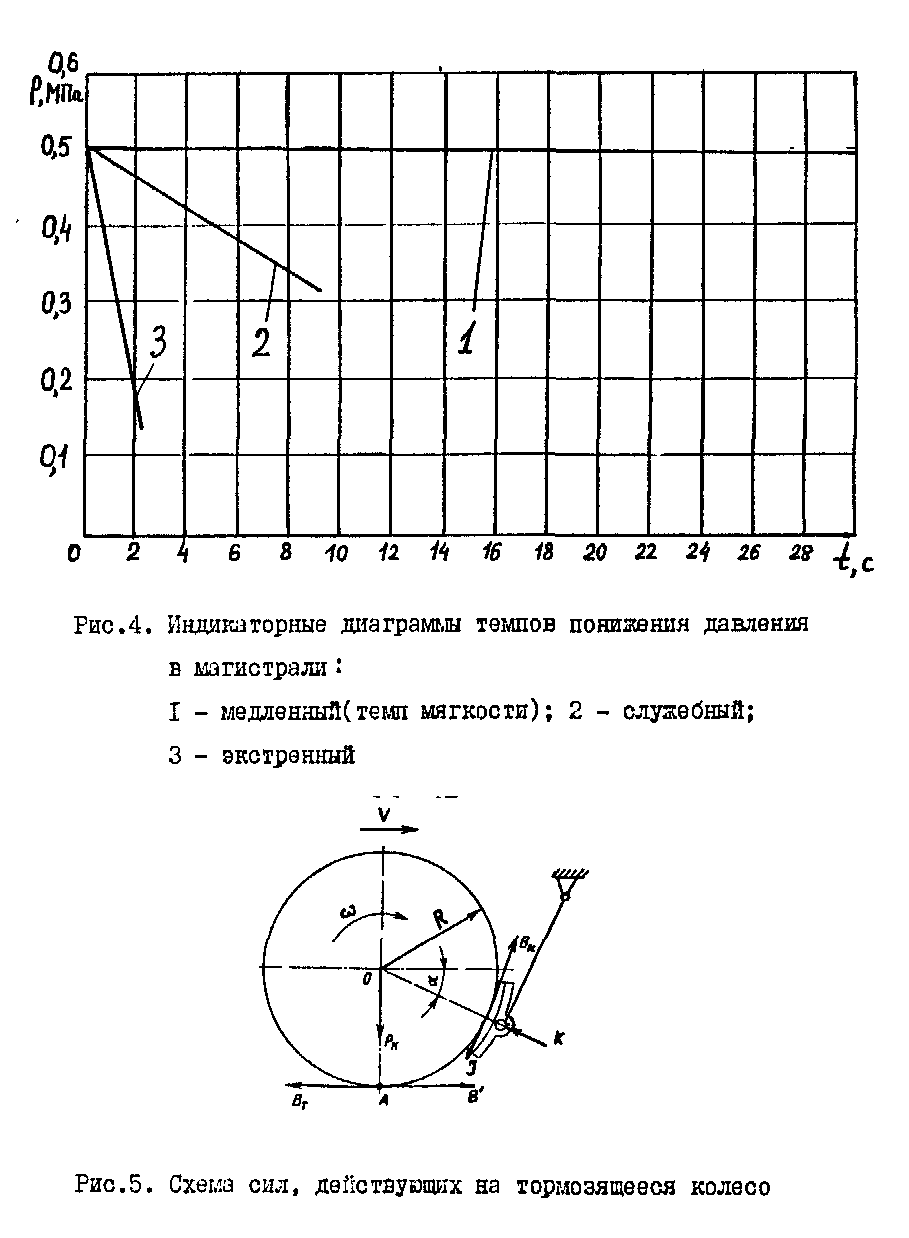 0,6
P, МПа
0,5
0,4
0,3
0,2
0,1
3 2 1
0 2 4 6 8 10 12 14 16 18 20 22 24 26 28 t, с
Рис.4. Индикаторные диаграммы темпов понижения давления
в магистрали:
I - медленный(темп мягкости); 2 - служебный;
3 - экстренный
V
ω
R
Bк
O
α
Pк
K
Bт
A
B'
Рис.5. Схема сил, действующих на тормозящееся колесо